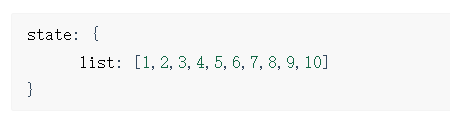 state: {
list: [1,2,3,4,5,6,7,8,9,10]
}